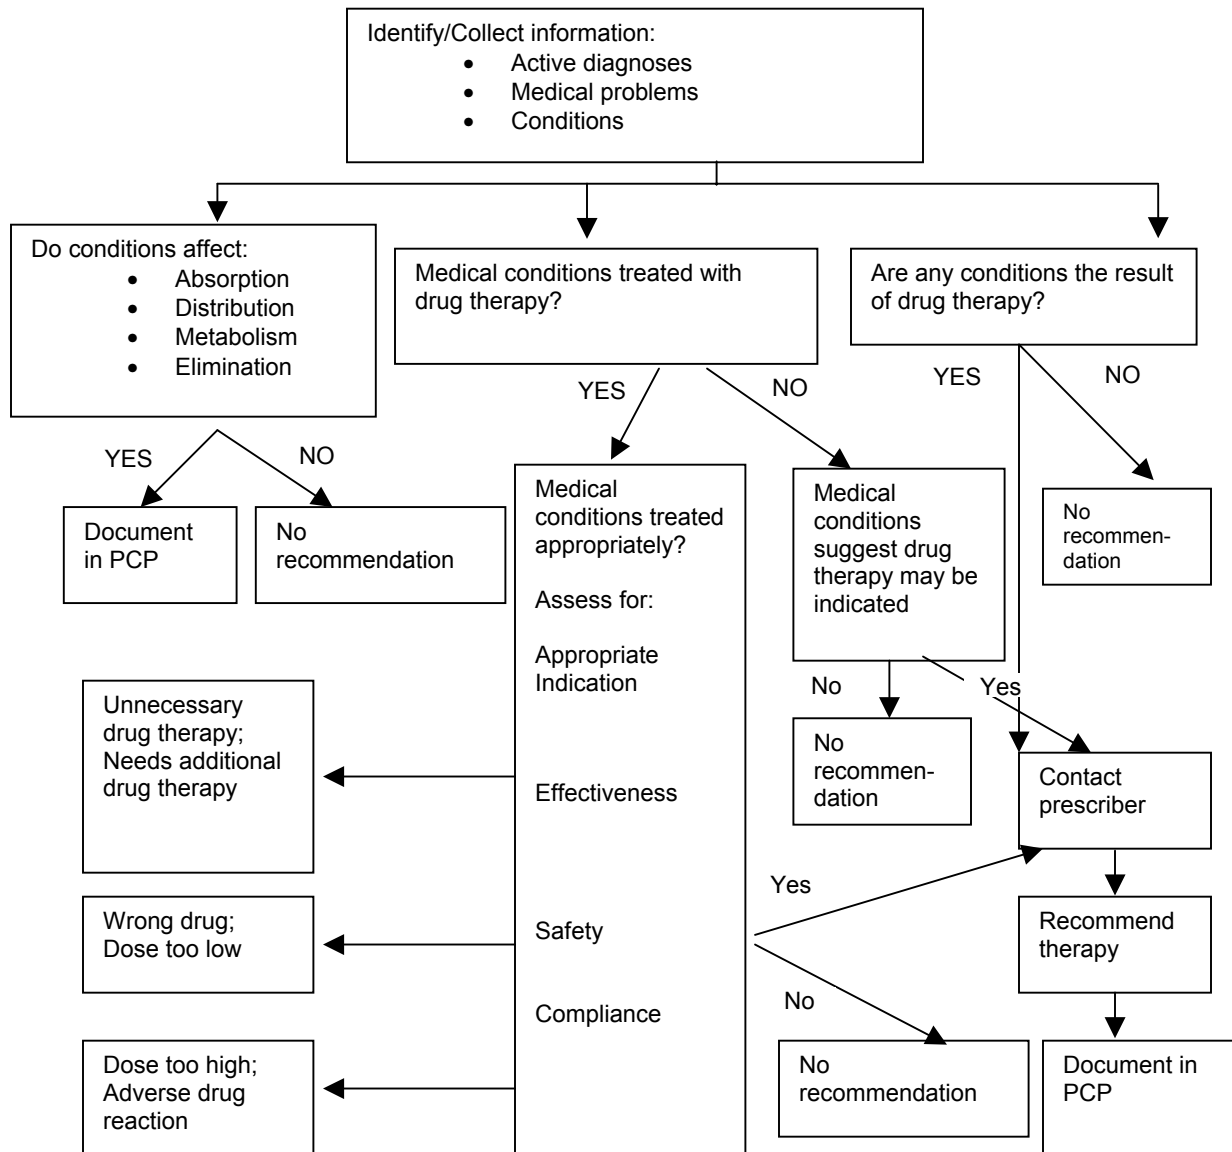 Identify/Collect information:
• Active diagnoses
• Medical problems
• Conditions
Do conditions affect:
• Absorption
• Distribution
• Metabolism
• Elimination
Medical conditions treated with
drug therapy?
Are any conditions the result
of drug therapy?
YES
NO
YES
NO
YES
NO
Document
in PCP
No
recommendation
Medical
conditions treated
appropriately?
Assess for:
Appropriate
Indication
Effectiveness
Safety
Compliance
Medical
conditions
suggest drug
therapy may be
indicated
No
recommen-
dation
No
Yes
No
recommen-
dation
Contact
prescriber
Unnecessary
drug therapy;
Needs additional
drug therapy
Wrong drug;
Dose too low
Dose too high;
Adverse drug
reaction
Yes
No
Recommend
therapy
No
recommendation
Document in
PCP